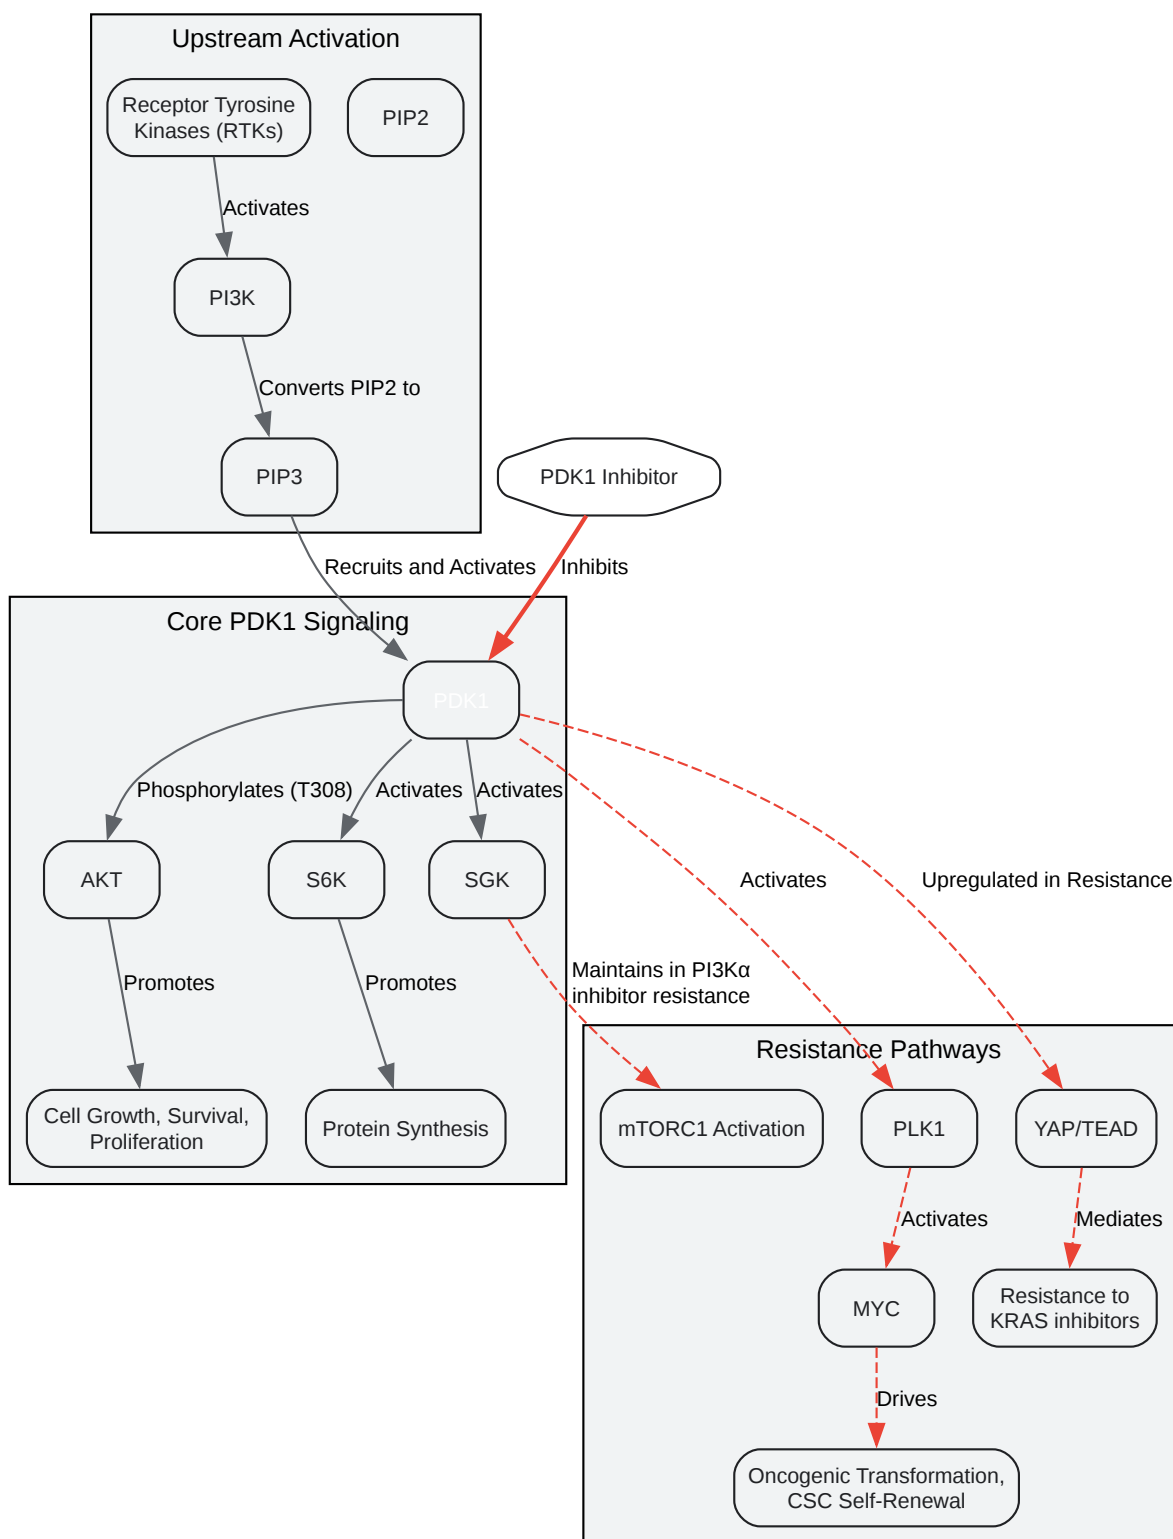 Upstream Activation
Receptor Tyrosine
Kinases (RTKs)
PIP2
Activates
PI3K
Converts PIP2 to
PIP3
PDK1 Inhibitor
Recruits and Activates
Inhibits
Core PDK1 Signaling
PDK1
Phosphorylates (T308)
Activates
Activates
Activates
Upregulated in Resistance
AKT
S6K
SGK
Promotes
Promotes
Maintains in PI3Kα
inhibitor resistance
Resistance Pathways
Cell Growth, Survival,
Proliferation
Protein Synthesis
mTORC1 Activation
PLK1
YAP/TEAD
Activates
Mediates
MYC
Resistance to
KRAS inhibitors
Drives
Oncogenic Transformation,
CSC Self-Renewal